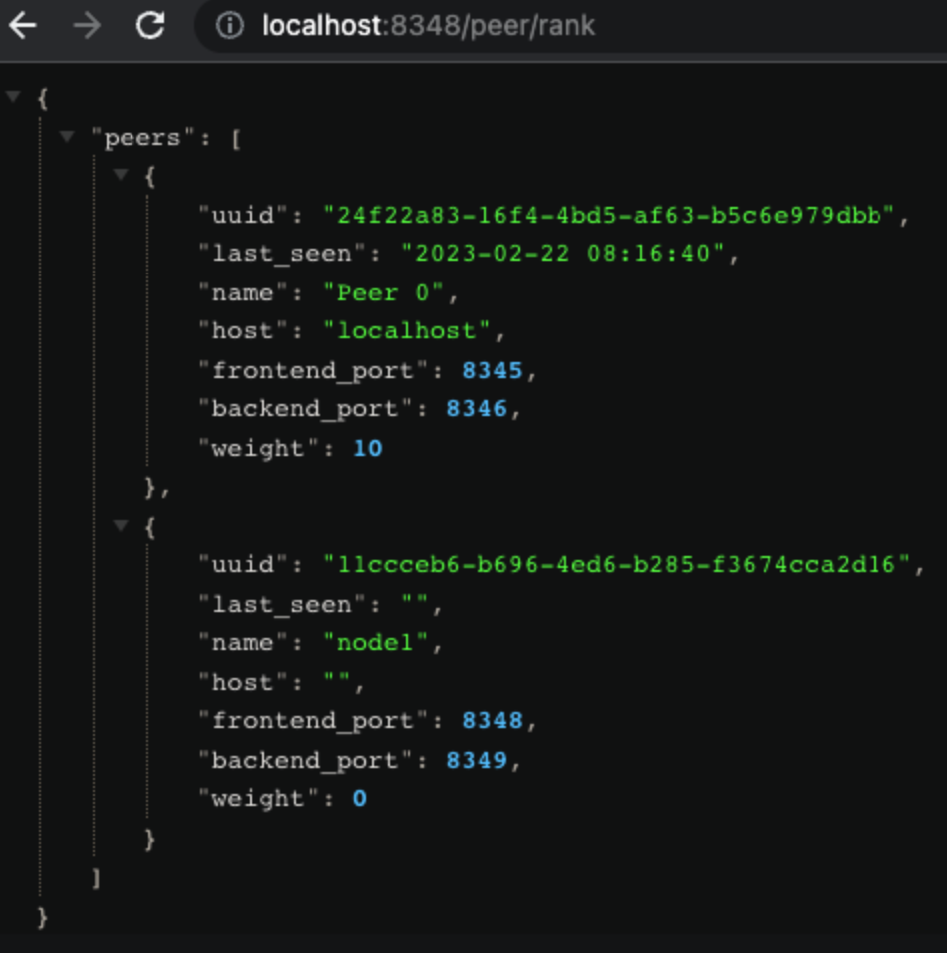 localhost:8348/peer/rank
{
"peers": [
{
"uuid": "24f22a83-16f4-4bd5-af63-b5c6e979dbb",
"last_seen": "2023-02-22 08:16:40",
"name": "Peer 0",
"host": "localhost",
"frontend_port": 8345,
"backend_port": 8346,
"weight": 10
},
{
"uuid": "11ccceb6-b696-4ed6-b285-f3674cca2d16",
"last_seen": "",
"name": "node1",
"host": "",
"frontend_port": 8348,
"backend_port": 8349,
"weight": 0
}
]
}